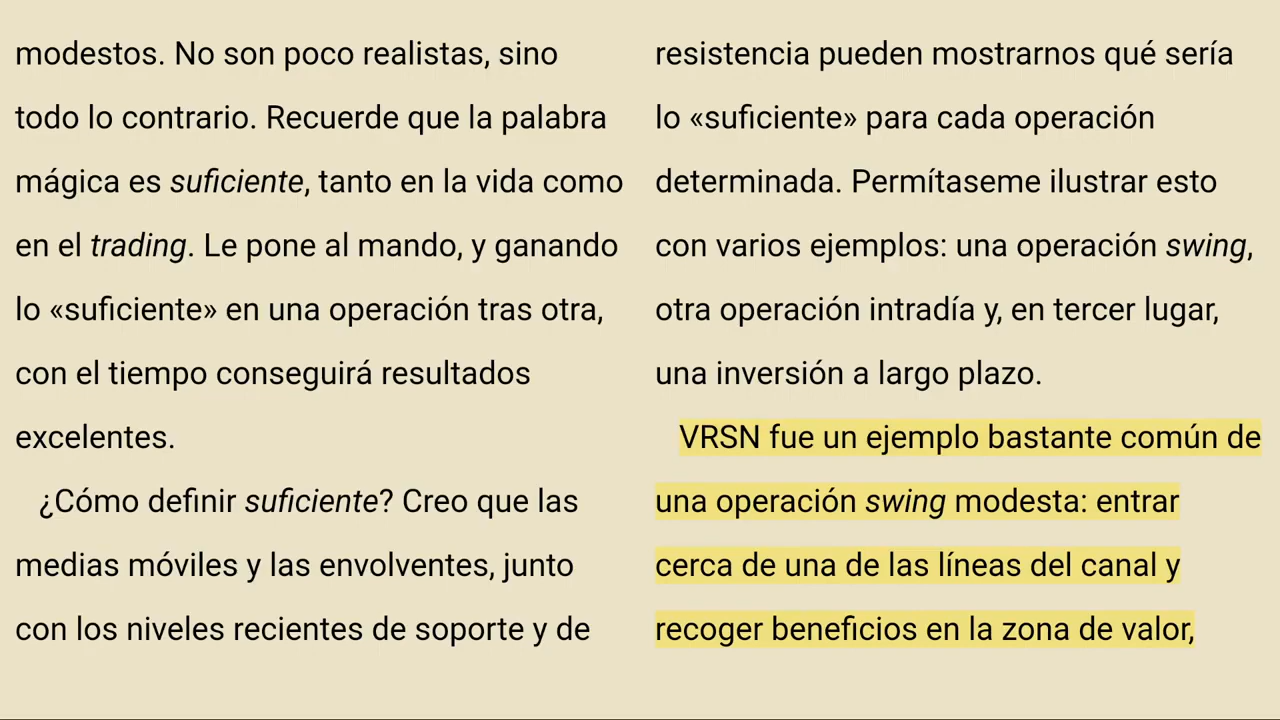 modestos. No son poco realistas, sino
todo lo contrario. Recuerde que la palabra
mágica es suficiente, tanto en la vida como
en el trading. Le pone al mando, y ganando
lo «suficiente» en una operación tras otra,
con el tiempo conseguirá resultados
excelentes.
¿Cómo definir suficiente? Creo que las
medias móviles y las envolventes, junto
con los niveles recientes de soporte y de
resistencia pueden mostrarnos qué sería
lo «suficiente» para cada operación
determinada. Permítaseme ilustrar esto
con varios ejemplos: una operación swing,
otra operación intradía y, en tercer lugar,
una inversión a largo plazo.
VRSN fue un ejemplo bastante común de
una operación swing modesta: entrar
cerca de una de las líneas del canal y
recoger beneficios en la zona de valor,